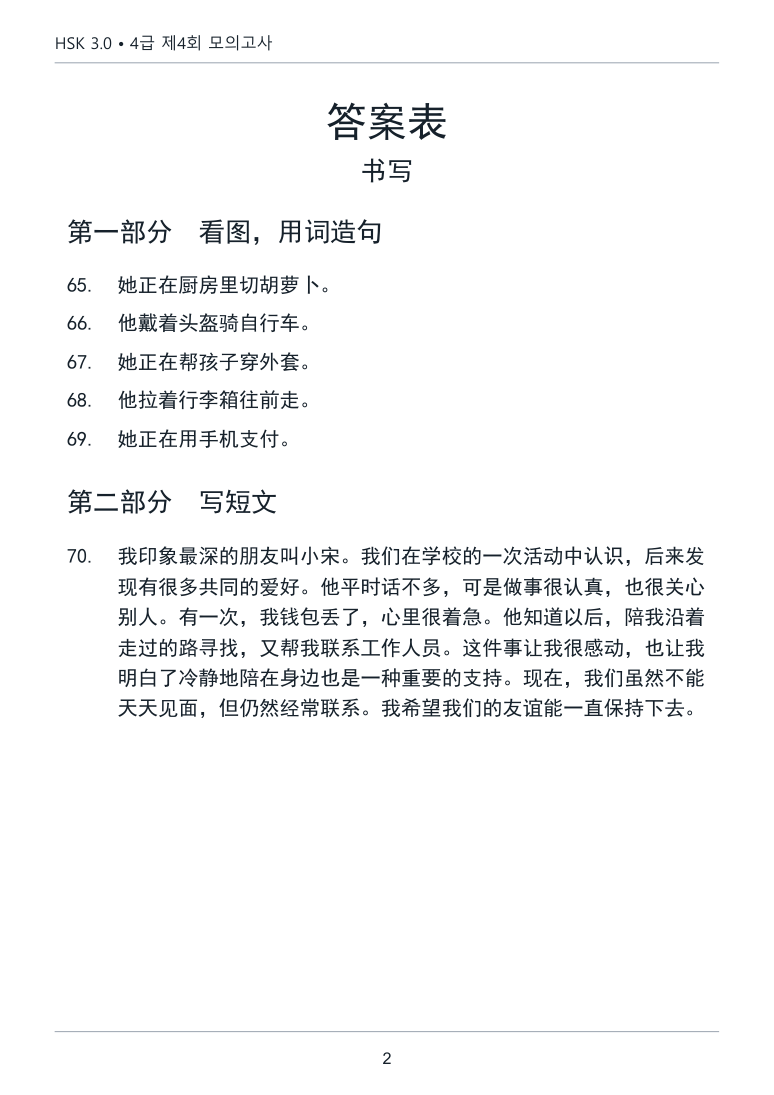 HSK 3.0 • 4급 제4회 모의고사
答案表
书写
第一部分　看图，用词造句
65. 她正在厨房里切胡萝卜。
66. 他戴着头盔骑自行车。
67. 她正在帮孩子穿外套。
68. 他拉着行李箱往前走。
69. 她正在用手机支付。
第二部分　写短文
70. 我印象最深的朋友叫小宋。我们在学校的一次活动中认识，后来发
现有很多共同的爱好。他平时话不多，可是做事很认真，也很关心
别人。有一次，我钱包丢了，心里很着急。他知道以后，陪我沿着
走过的路寻找，又帮我联系工作人员。这件事让我很感动，也让我
明白了冷静地陪在身边也是一种重要的支持。现在，我们虽然不能
天天见面，但仍然经常联系。我希望我们的友谊能一直保持下去。
2